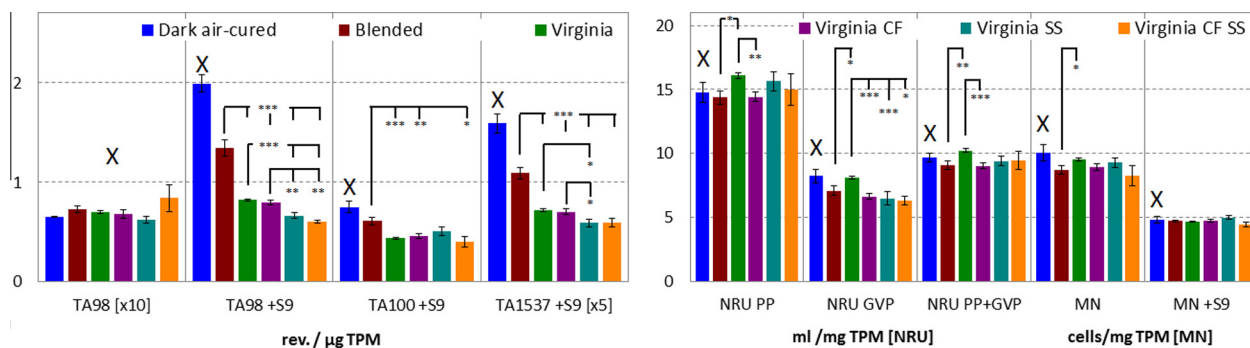 Dark air-cured Blended Virginia
Virginia CF Virginia SS Virginia CF SS
2
1
0
X
X
X
X
***
***
** **
*** ** *
***
*
*
TA98 [x10] TA98 +S9 TA100 +S9 TA1537 +S9 [x5]
rev. / µg TPM
20
15
10
5
0
X
X
X
X
X
*
**
*
*** *** *
**
***
*
NRU PP NRU GVP NRU PP+GVP MN MN +S9
ml /mg TPM [NRU] cells/mg TPM [MN]